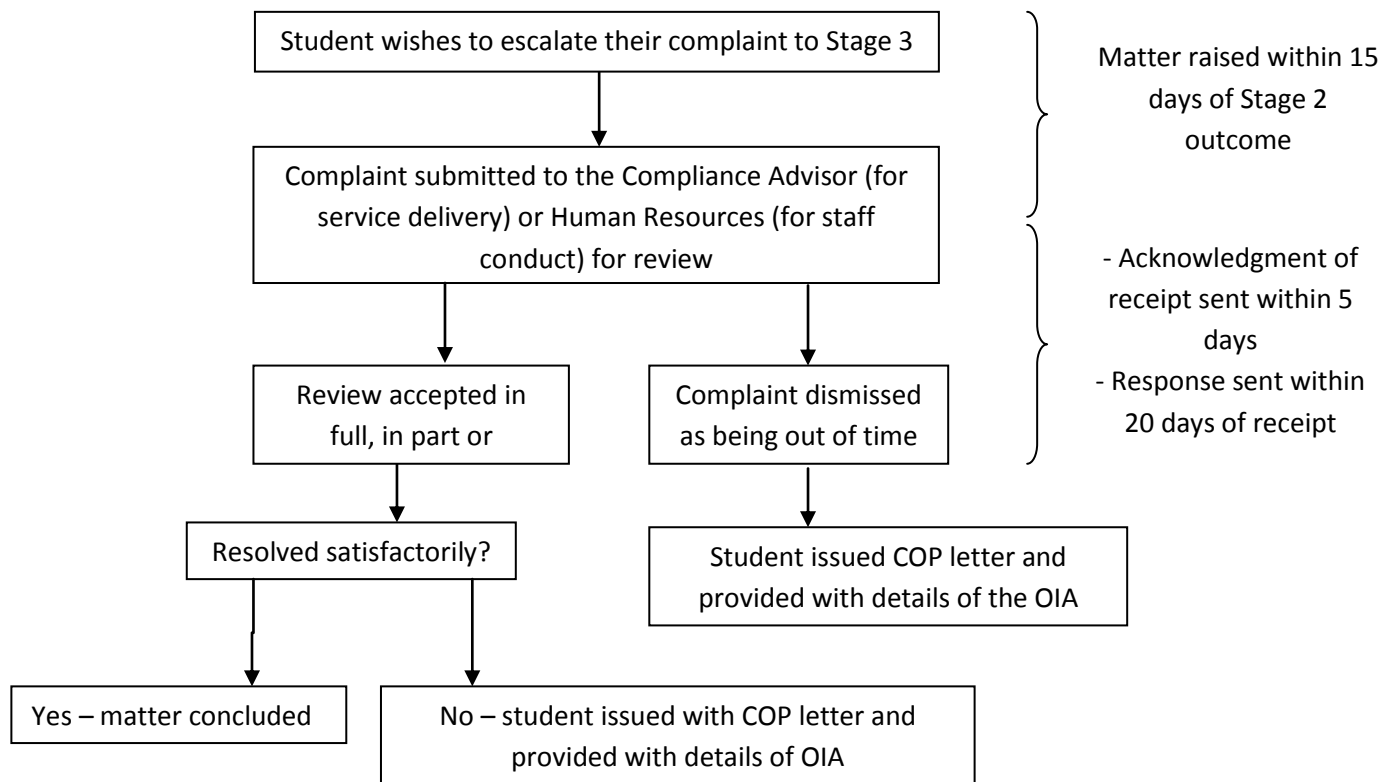 Student wishes to escalate their complaint to Stage 3
Matter raised within 15
days of Stage 2
outcome
Complaint submitted to the Compliance Advisor (for
service delivery) or Human Resources (for staff
conduct) for review
- Acknowledgment of
receipt sent within 5
days
- Response sent within
20 days of receipt
Review accepted in
full, in part or
Complaint dismissed
as being out of time
Resolved satisfactorily?
Student issued COP letter and
provided with details of the OIA
Yes – matter concluded
No – student issued with COP letter and
provided with details of OIA